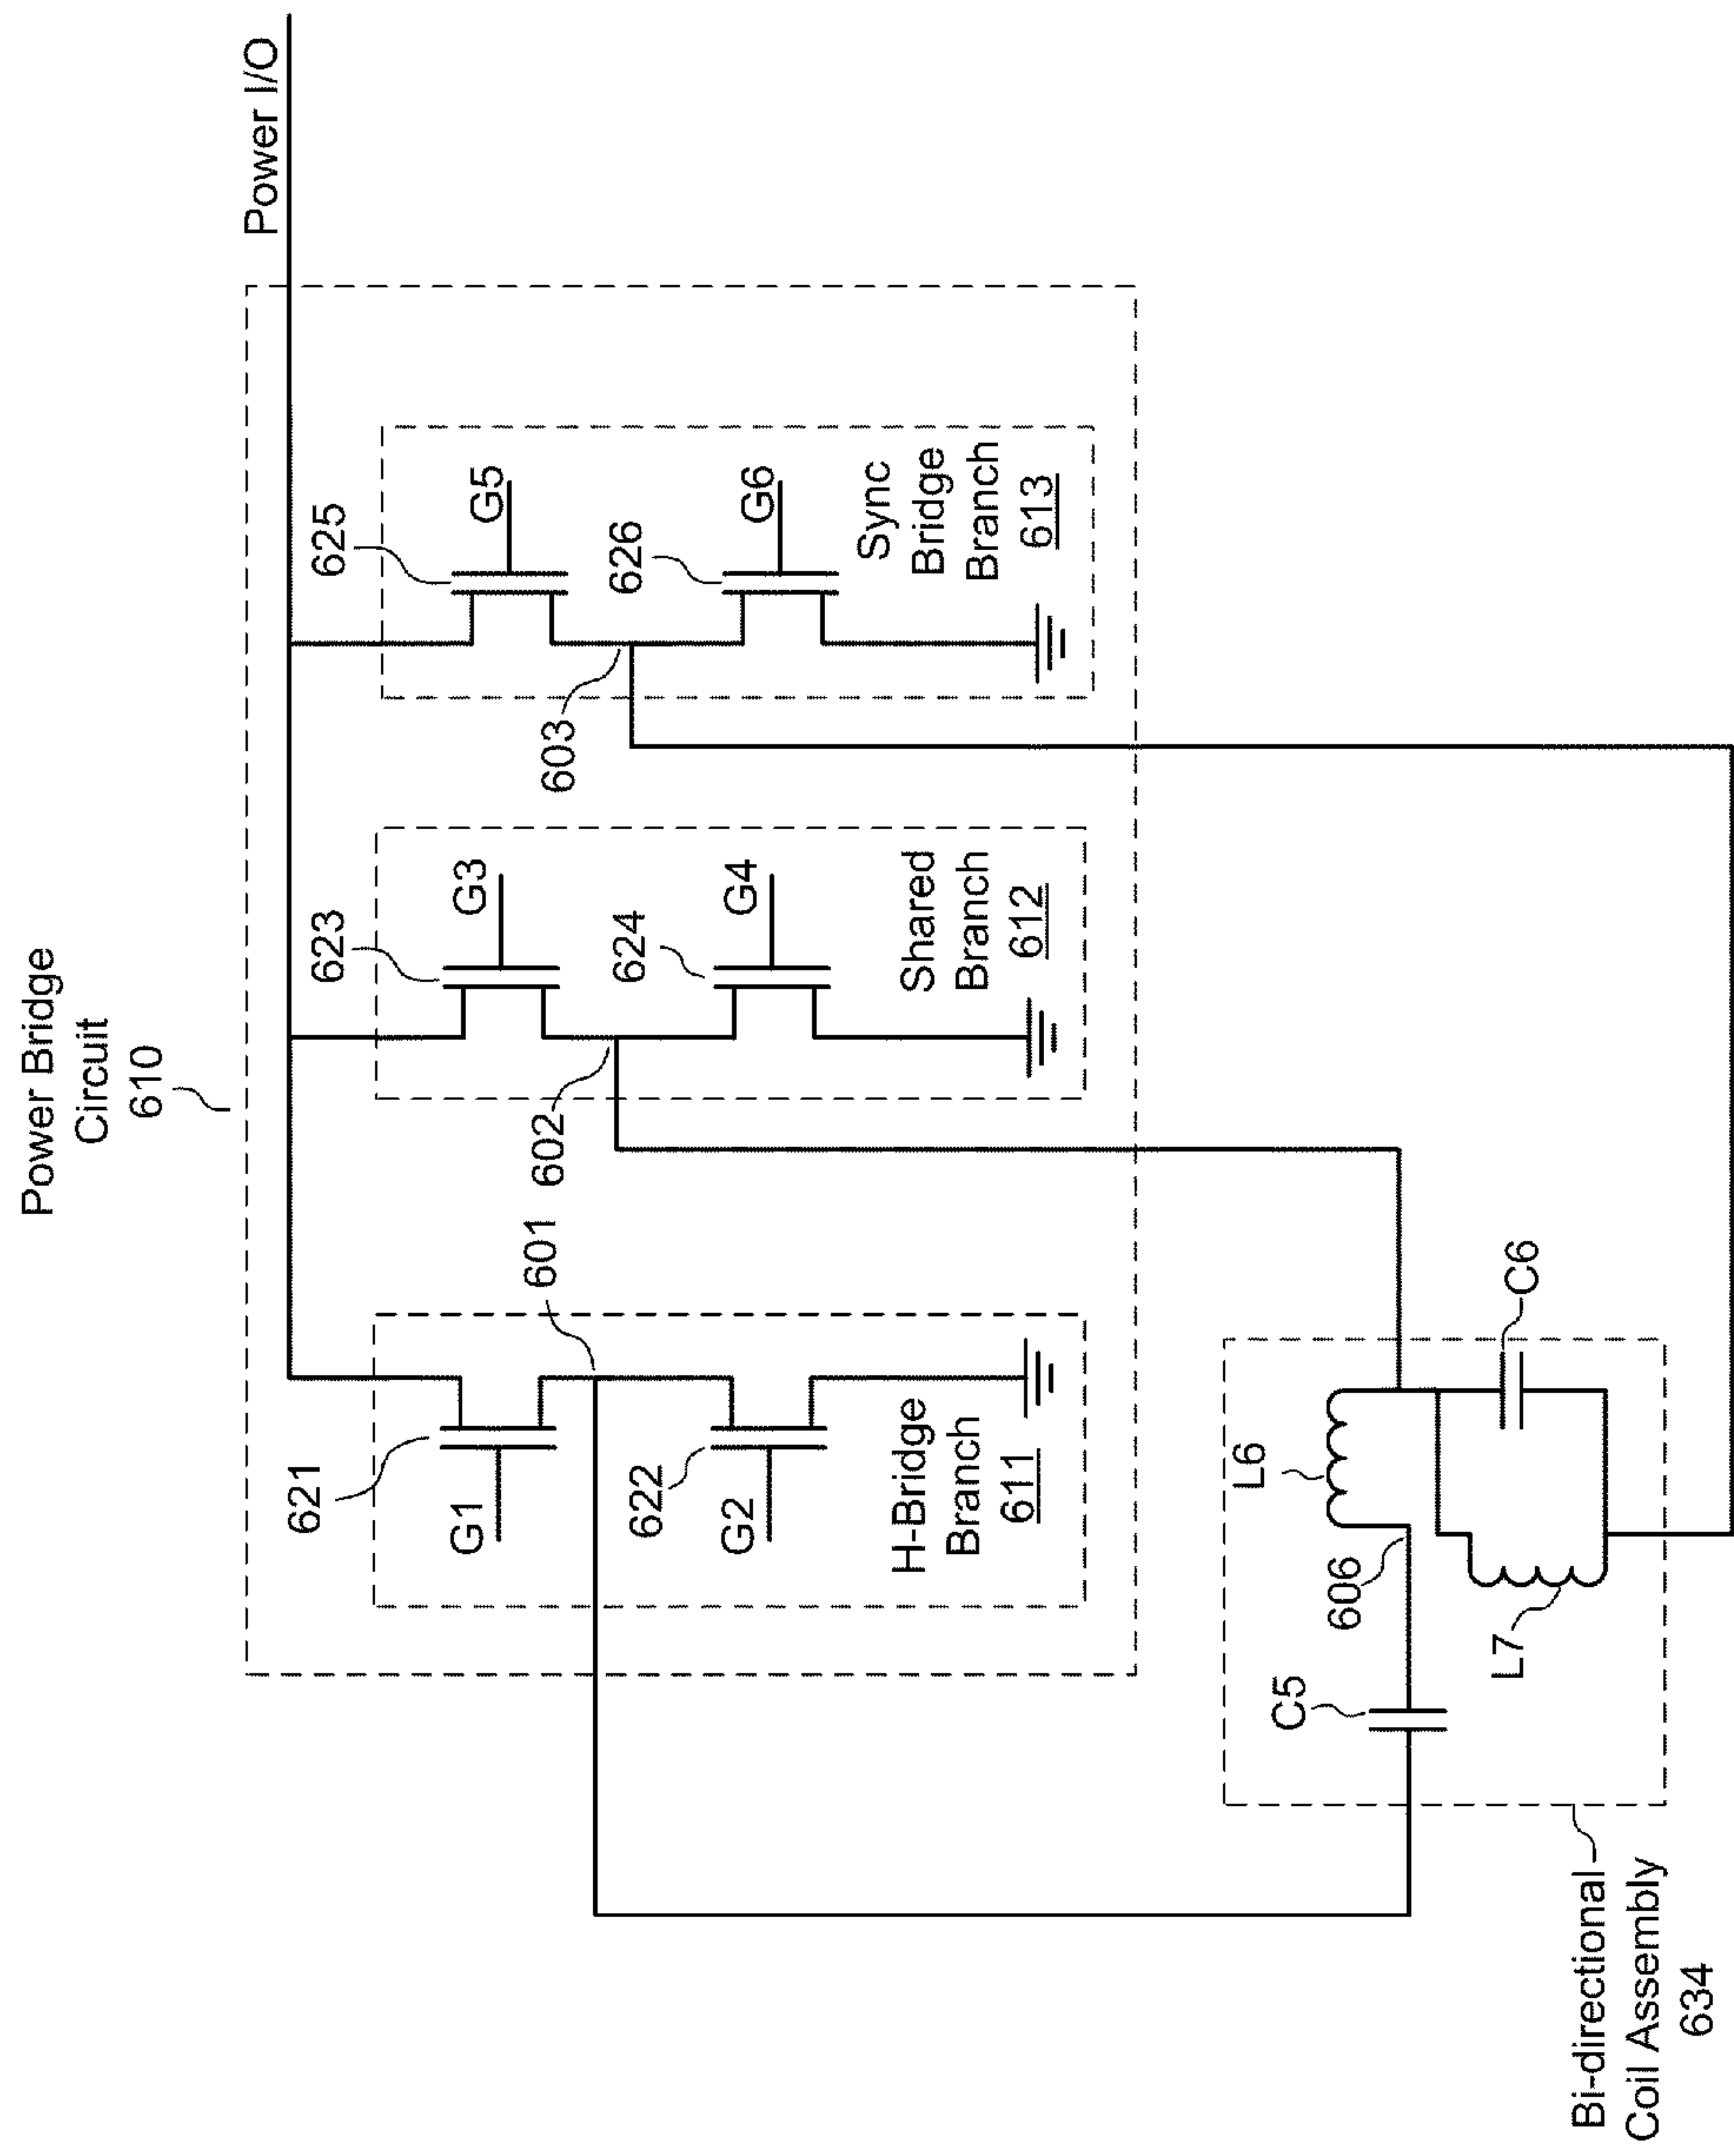 Power Bridge
Circuit
610
Power I/O
621
G1
622
G2
601
H-Bridge
Branch
611
623
G3
624
G4
602
Shared
Branch
612
625
G5
626
G6
603
Sync
Bridge
Branch
613
C5
606
L6
L7
C6
Bi-directional
Coil Assembly
634